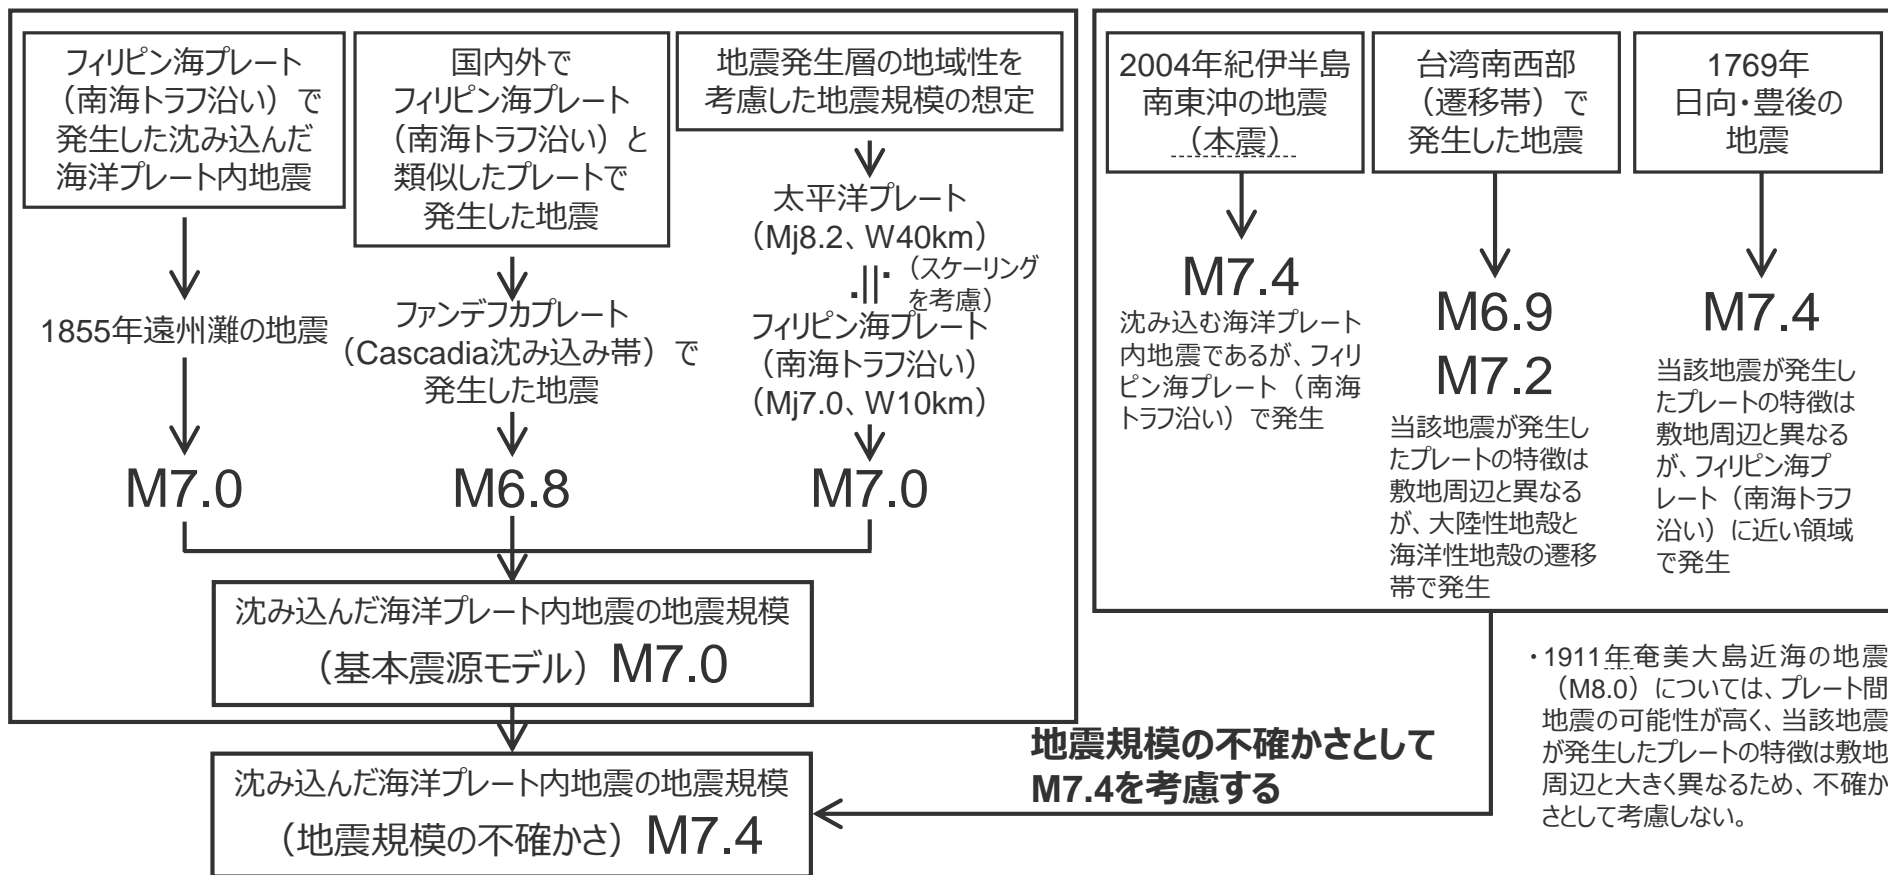 フィリピン海プレート
（南海トラフ沿い）で
発生した沈み込んだ
海洋プレート内地震
1855年遠州灘の地震
M7.0
国内外で
フィリピン海プレート
（南海トラフ沿い）と
類似したプレートで
発生した地震
ファンデフカプレート
（Cascadia沈み込み帯）で
発生した地震
M6.8
地震発生層の地域性を
考慮した地震規模の想定
太平洋プレート
（Mj8.2、W40km）
（スケーリング
を考慮）
フィリピン海プレート
（南海トラフ沿い）
（Mj7.0、W10km）
M7.0
沈み込んだ海洋プレート内地震の地震規模
（基本震源モデル）M7.0
沈み込んだ海洋プレート内地震の地震規模
（地震規模の不確かさ）M7.4
2004年紀伊半島
南東沖の地震
（本震）
M7.4
沈み込む海洋プレート
内地震であるが、フィリ
ピン海プレート（南海
トラフ沿い）で発生
台湾南西部
（遷移帯）で
発生した地震
M6.9
M7.2
当該地震が発生し
たプレートの特徴は
敷地周辺と異なる
が、大陸性地殻と
海洋性地殻の遷移
帯で発生
1769年
日向・豊後の
地震
M7.4
当該地震が発生し
たプレートの特徴は
敷地周辺と異なる
が、フィリピン海プ
レート（南海トラフ
沿い）に近い領域
で発生
地震規模の不確かさとして
M7.4を考慮する
・1911年奄美大島近海の地震
（M8.0）については、プレート間
地震の可能性が高く、当該地震
が発生したプレートの特徴は敷地
周辺と大きく異なるため、不確か
さとして考慮しない。